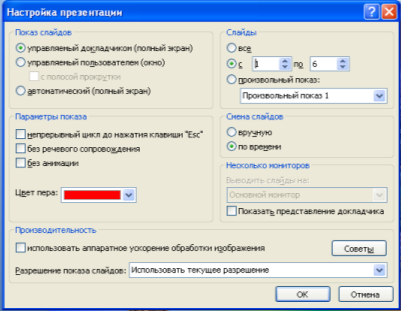 Настройка презентации
Показ слайдов
управляемый докладчиком (полный экран)
управляемый пользователем (окно)
с полосой прокрутки
автоматический (полный экран)
Слайды
все
с 1 по 6
произвольный показ:
Произвольный показ 1
Параметры показа
непрерывный цикл до нажатия клавиши "Esc"
без речевого сопровождения
без анимации
Цвет пера:
Смена слайдов
вручную
по времени
Несколько мониторов
Выводить слайды на:
Основной монитор
Показать представление докладчика
Производительность
использовать аппаратное ускорение обработки изображения
Советы
Разрешение показа слайдов: Использовать текущее разрешение
ОК Отмена